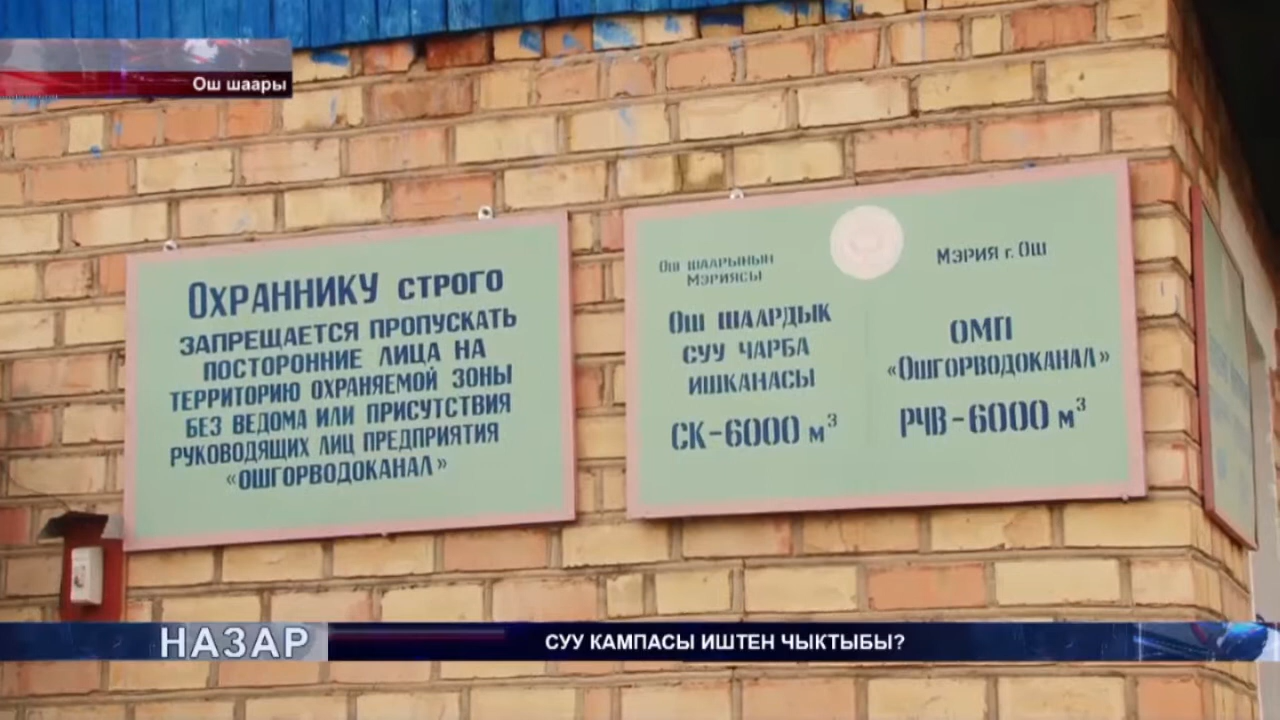 Ош шаары
ОХРАННИКУ СТРОГО
ЗАПРЕЩАЕТСЯ ПРОПУСКАТЬ
ПОСТОРОННИЕ ЛИЦА НА
ТЕРРИТОРИЮ ОХРАНЯЕМОЙ ЗОНЫ
БЕЗ ВЕДОМА ИЛИ ПРИСУТСТВИЯ
РУКОВОДЯЩИХ ЛИЦ ПРЕДПРИЯТИЯ
«ОШГОРВОДОКАНАЛ»
ОШ ШААРЫНЫН
МЭРИЯСЫ
ОШ ШААРДЫК
СУУ ЧАРБА
ИШКАНАСЫ
СК-6000 м³
МЭРИЯ г. ОШ
ОМП
«ОШГОРВОДОКАНАЛ»
РЧВ-6000 м³
НАЗАР
СУУ КАМПАСЫ ИШТЕН ЧЫКТЫБЫ?